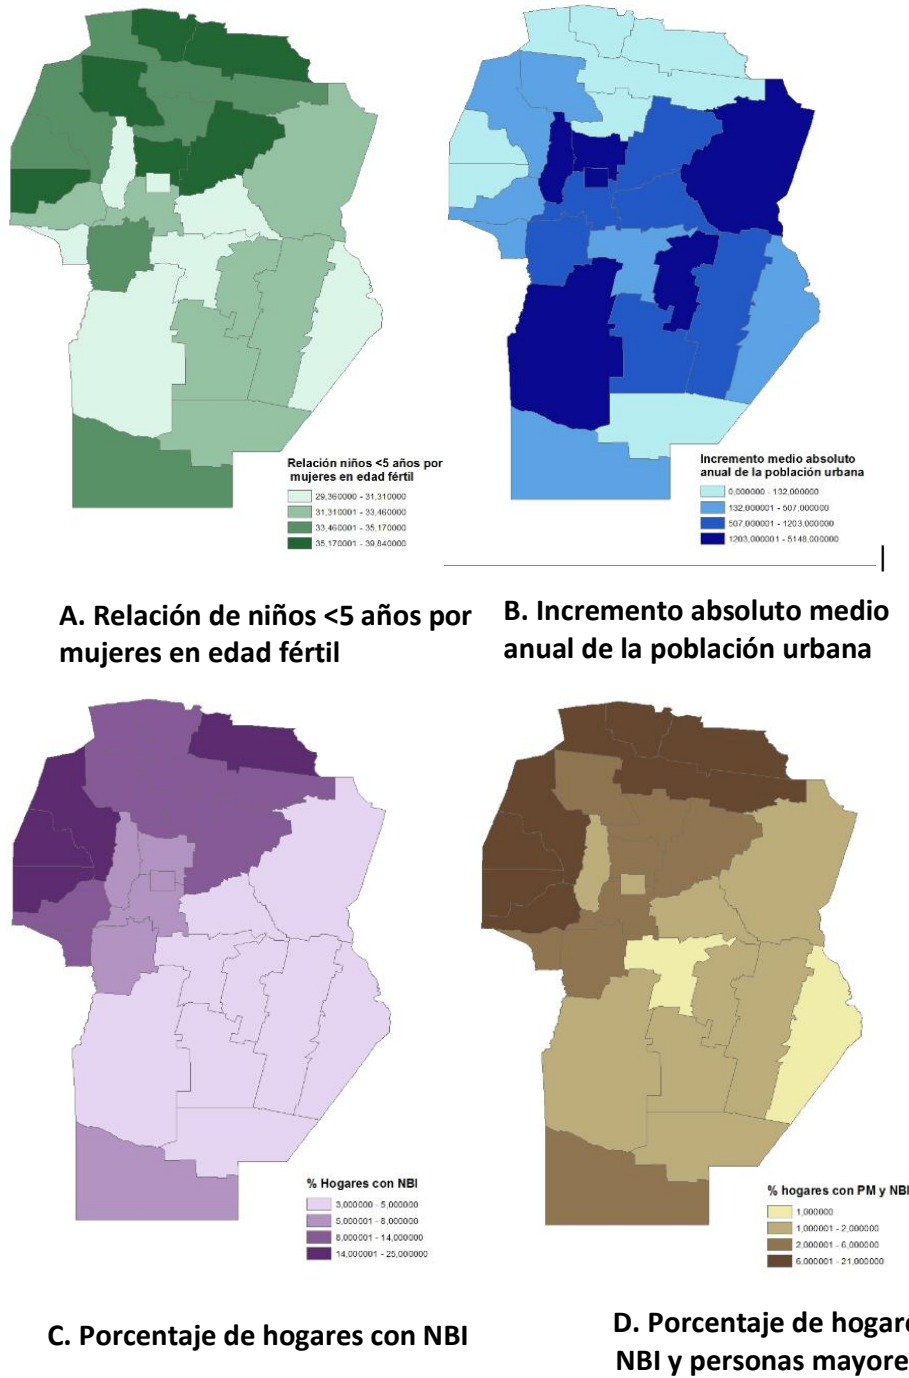 Relación niños <5 años por
mujeres en edad fértil
29,360000 - 31,310000
31,310001 - 33,460000
33,460001 - 35,170000
35,170001 - 39,840000
Incremento medio absoluto
anual de la población urbana
0,000000 - 132,000000
132,000001 - 507,000000
507,000001 - 1203,000000
1203,000001 - 5148,000000
A. Relación de niños <5 años por
mujeres en edad fértil
B. Incremento absoluto medio
anual de la población urbana
% Hogares con NBI
3,000000 - 5,000000
5,000001 - 8,000000
8,000001 - 14,000000
14,000001 - 25,000000
% hogares con PM y NBI
1,000000
1,000001 - 2,000000
2,000001 - 6,000000
6,000001 - 21,000000
C. Porcentaje de hogares con NBI
D. Porcentaje de hogare
NBI y personas mayore